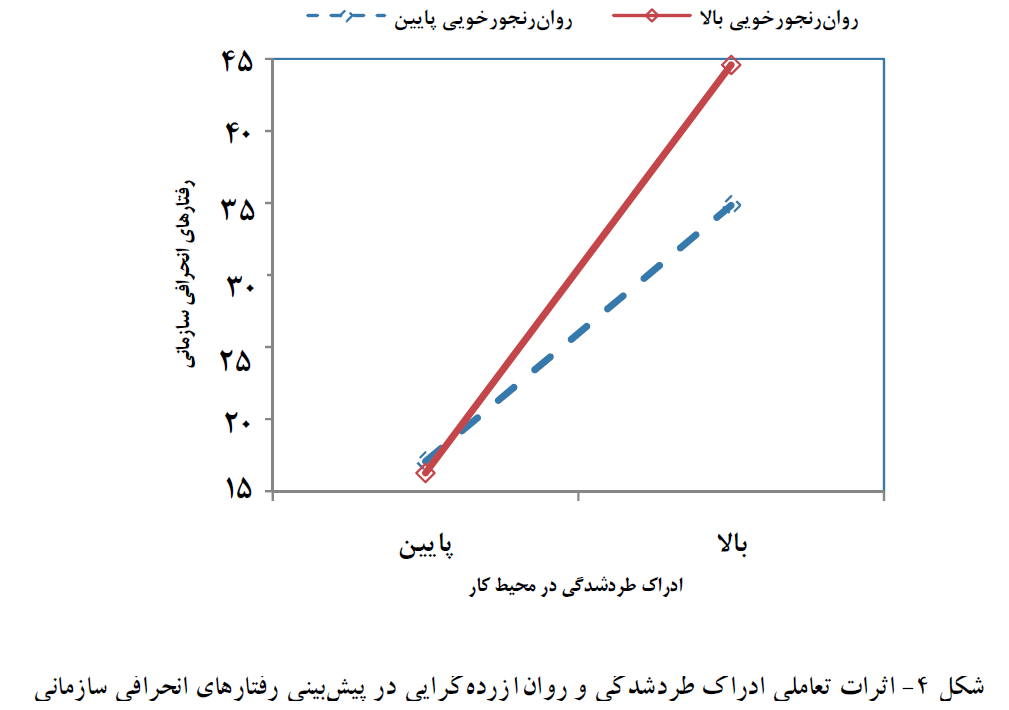 روان‌رنجورخویی بالا روان‌رنجورخویی پایین
۴۵
۴۰
۳۵
۳۰
۲۵
۲۰
۱۵
رفتارهای انحرافی سازمانی
پایین بالا
ادراک طردشدگی در محیط کار
شکل ۴- اثرات تعاملی ادراک طردشدگی و روان‌ازرده‌گرایی در پیش‌بینی رفتارهای انحرافی سازمانی